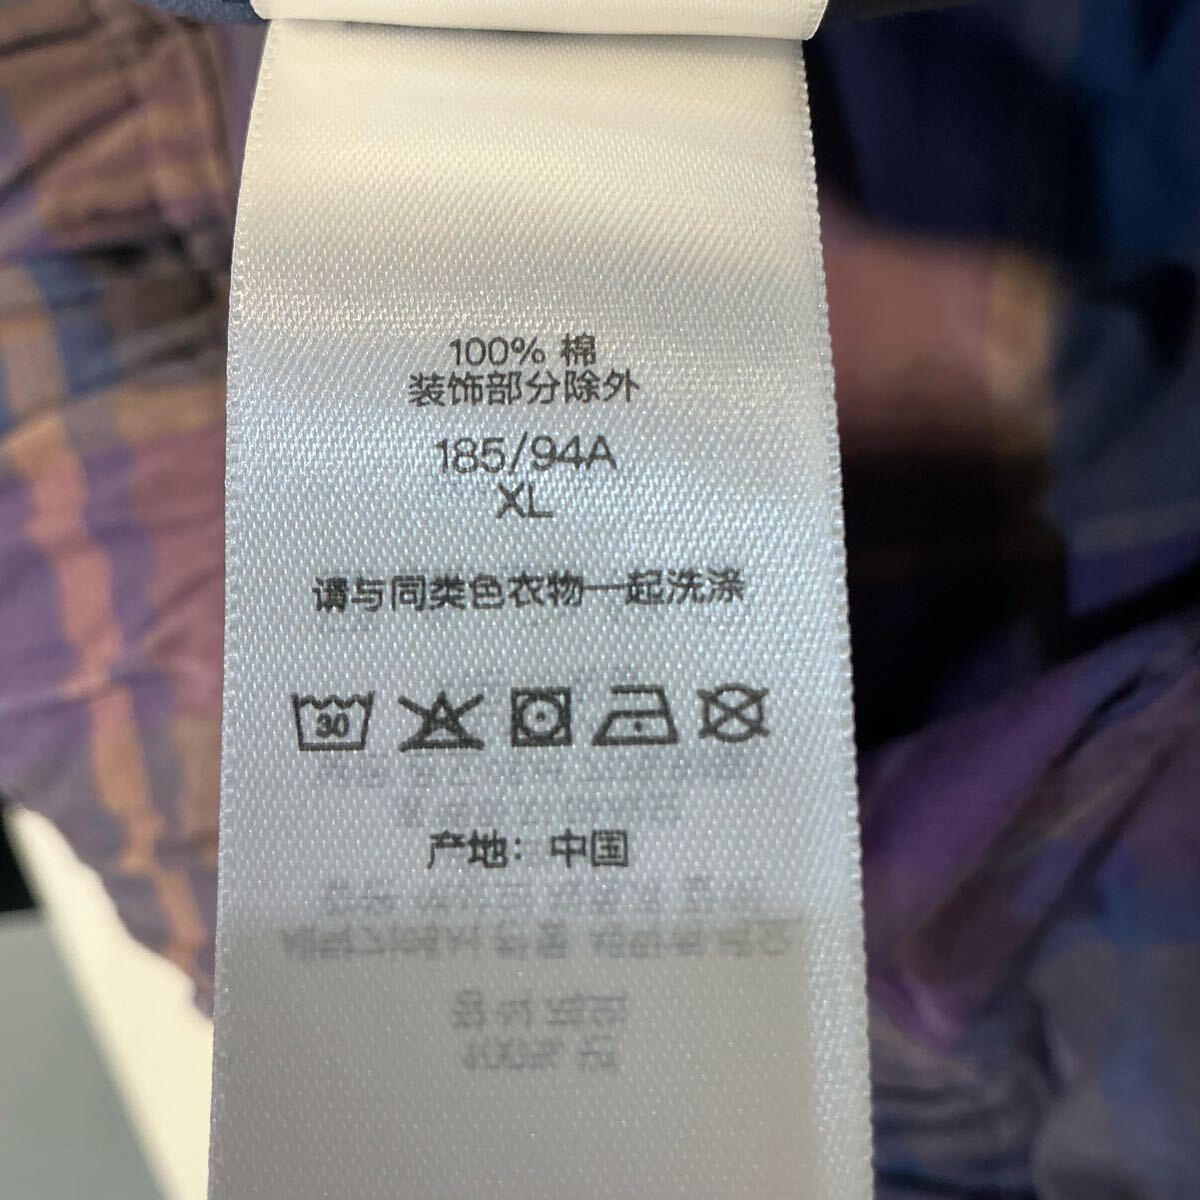 100% 棉
装饰部分除外
185/94A
XL
请与同类色衣物一起洗涤
30
产地：中国